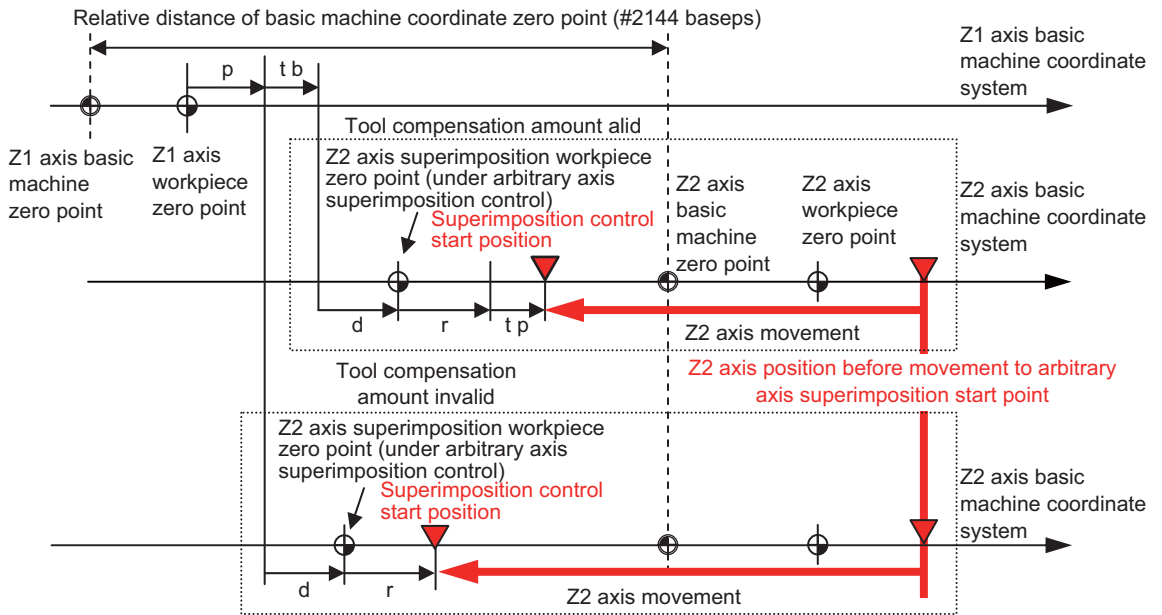 Relative distance of basic machine coordinate zero point (#2144 baseps)
Z1 axis basic
machine coordinate
system
p
t b
Z1 axis basic
machine
zero point
Z1 axis
workpiece
zero point
Tool compensation amount alid
Z2 axis superimposition workpiece
zero point (under arbitrary axis
superimposition control)
Superimposition control
start position
Z2 axis
basic
machine
zero point
Z2 axis
workpiece
zero point
Z2 axis basic
machine coordinate
system
d
r
t p
Z2 axis movement
Tool compensation
amount invalid
Z2 axis position before movement to arbitrary
axis superimposition start point
Z2 axis superimposition workpiece
zero point (under arbitrary axis
superimposition control)
Superimposition control
start position
Z2 axis basic
machine coordinate
system
d
r
Z2 axis movement